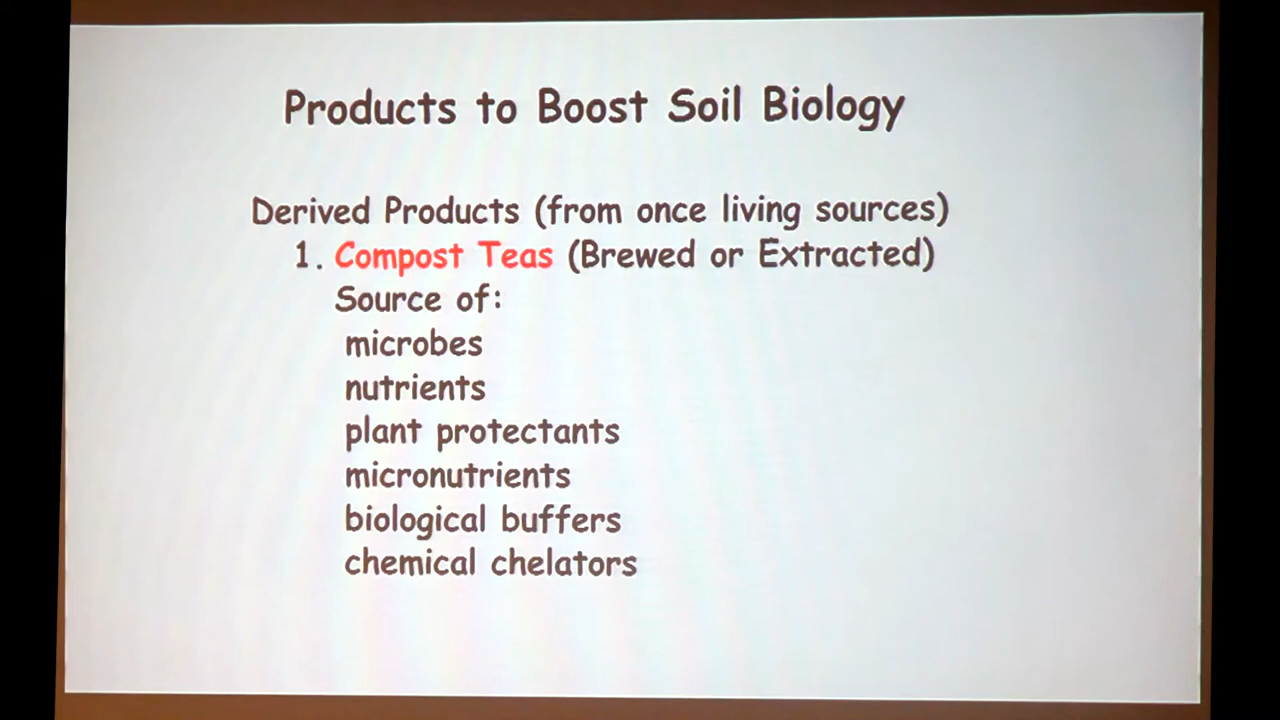 Products to Boost Soil Biology
Derived Products (from once living sources)
1. Compost Teas (Brewed or Extracted)
Source of:
microbes
nutrients
plant protectants
micronutrients
biological buffers
chemical chelators